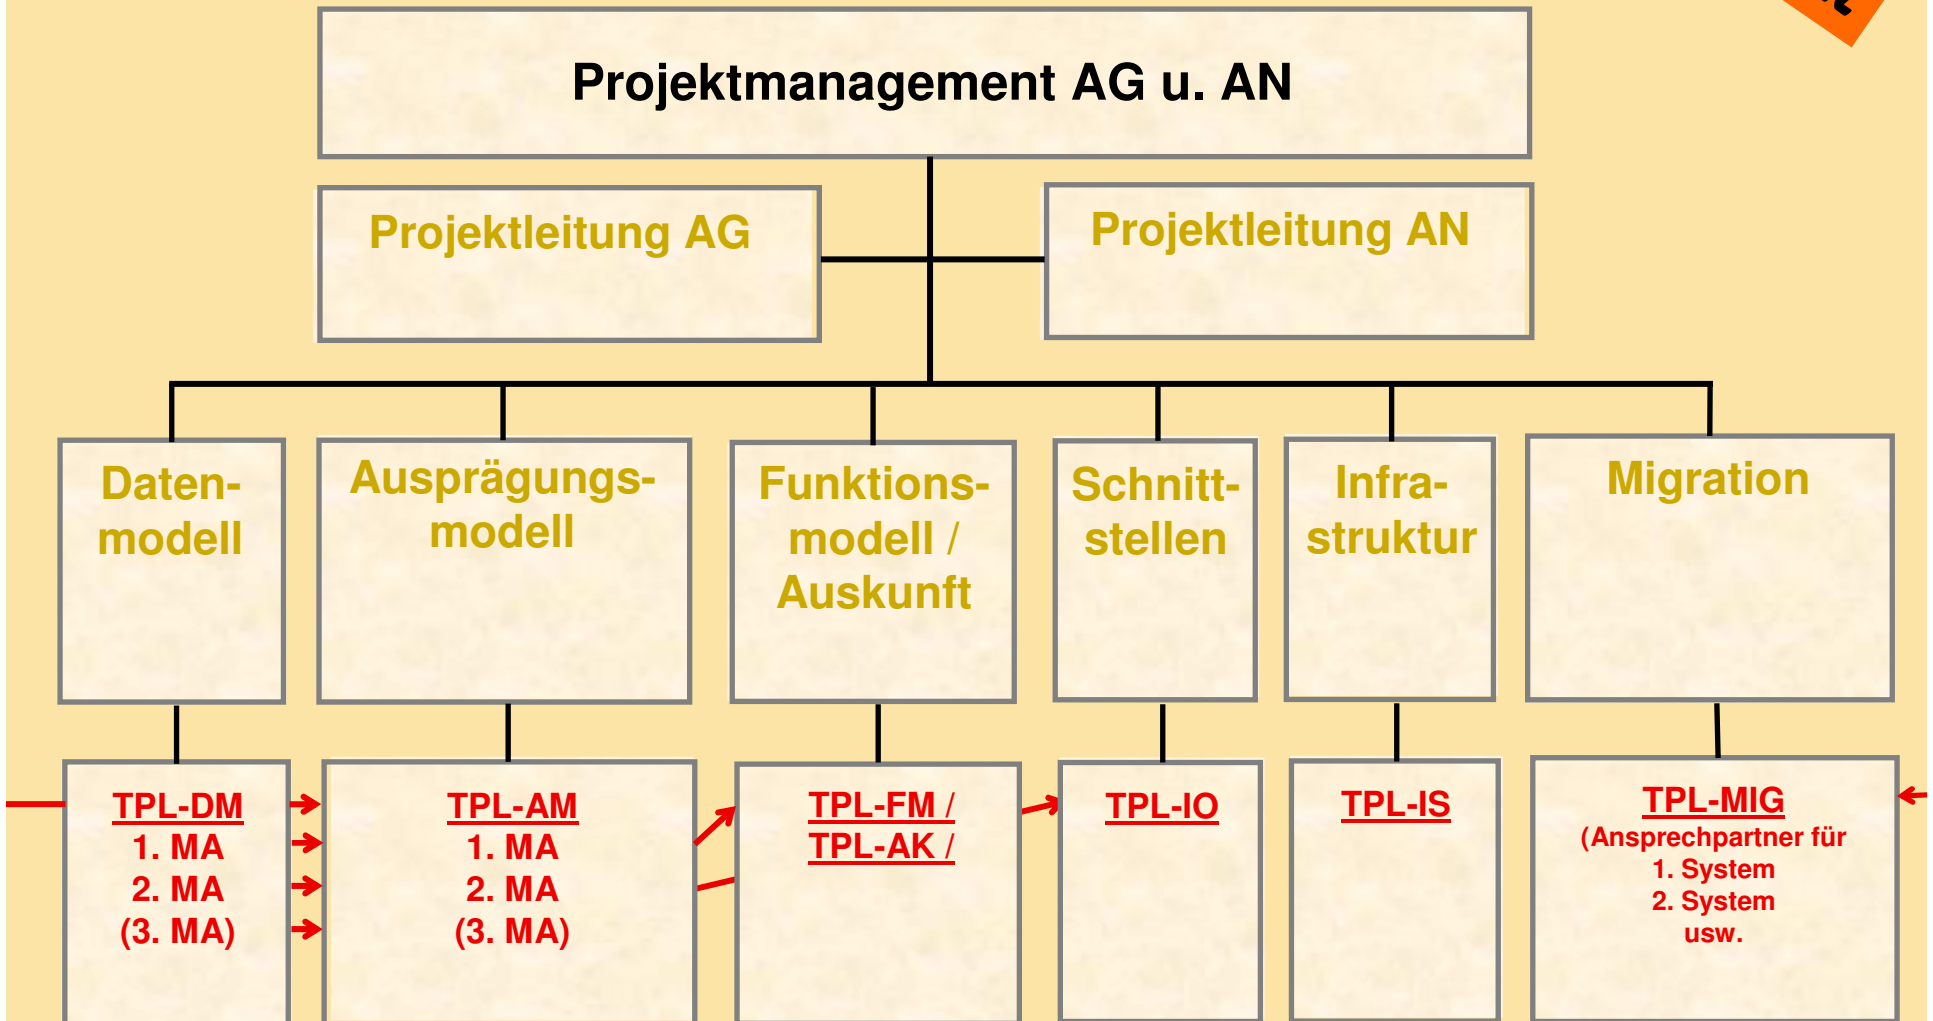 Projektmanagement AG u. AN
Projektleitung AG
Projektleitung AN
Daten-
modell
Ausprägungs-
modell
Funktions-
modell /
Auskunft
Schnitt-
stellen
Infra-
struktur
Migration
TPL-DM
1. MA
2. MA
(3. MA)
TPL-AM
1. MA
2. MA
(3. MA)
TPL-FM /
TPL-AK /
TPL-IO
TPL-IS
TPL-MIG
(Ansprechpartner für
1. System
2. System
usw.